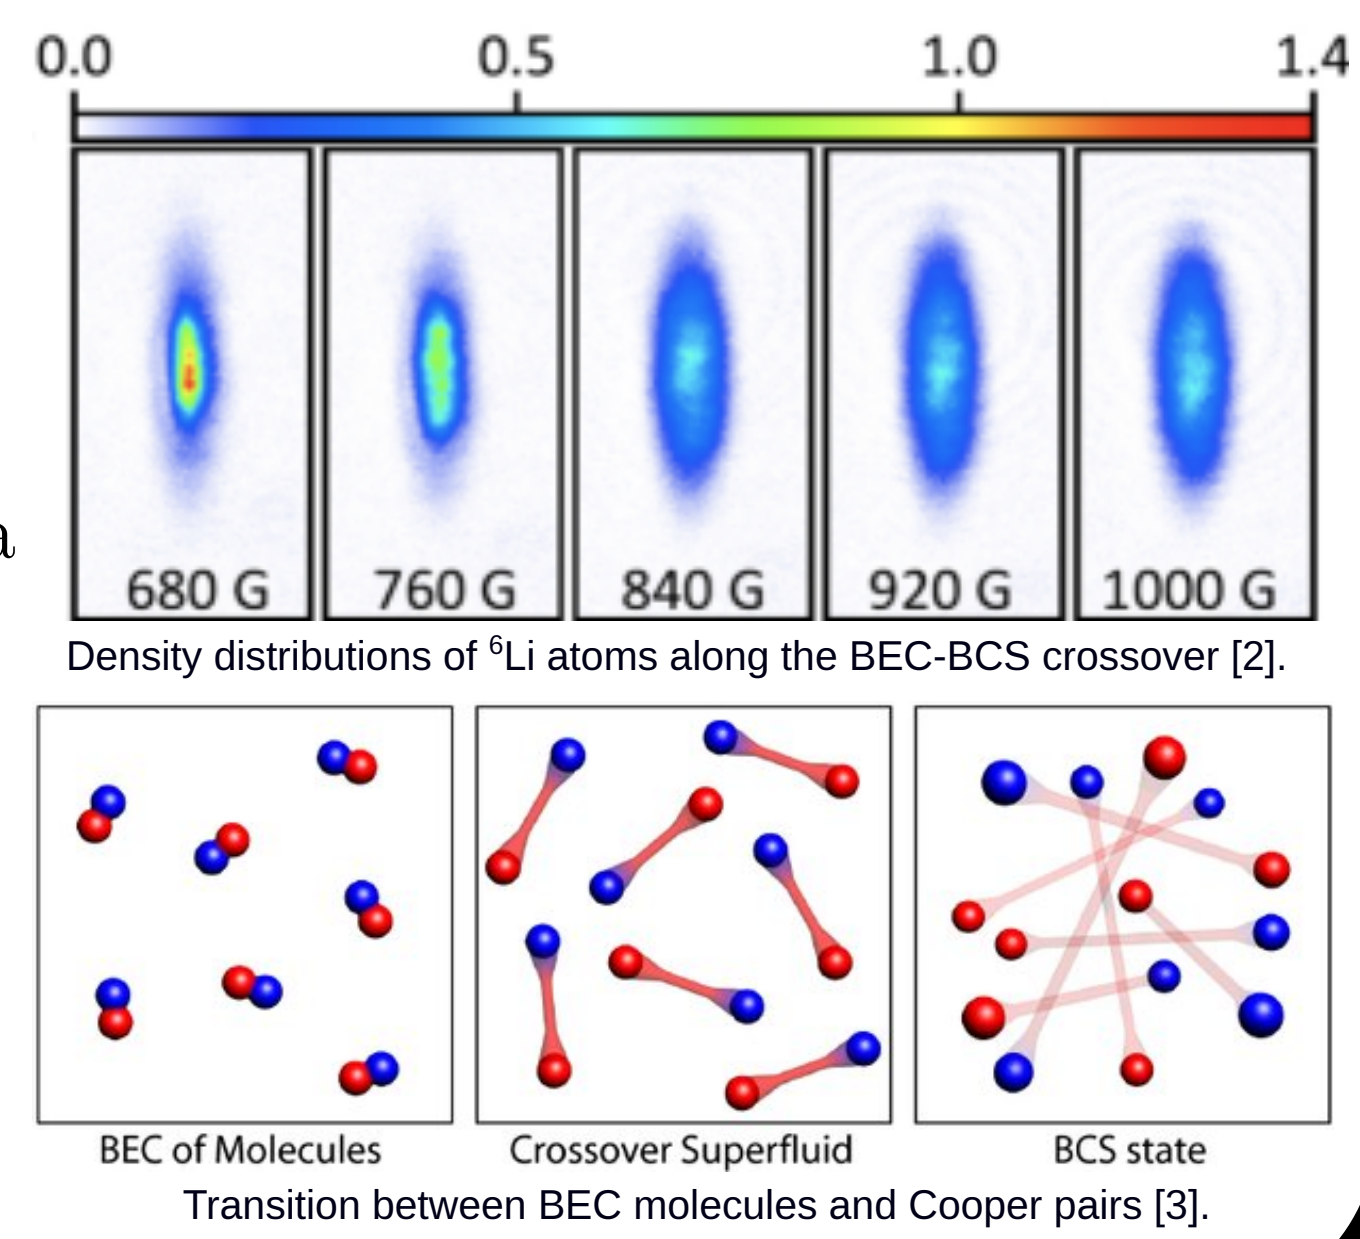 0.0 0.5 1.0 1.4
a
680 G 760 G 840 G 920 G 1000 G
Density distributions of ⁶Li atoms along the BEC-BCS crossover [2].
BEC of Molecules Crossover Superfluid BCS state
Transition between BEC molecules and Cooper pairs [3].